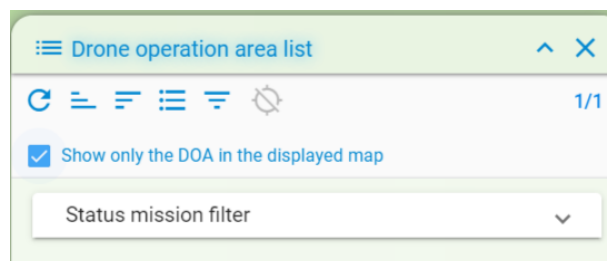 Drone operation area list
1/1
Show only the DOA in the displayed map
Status mission filter